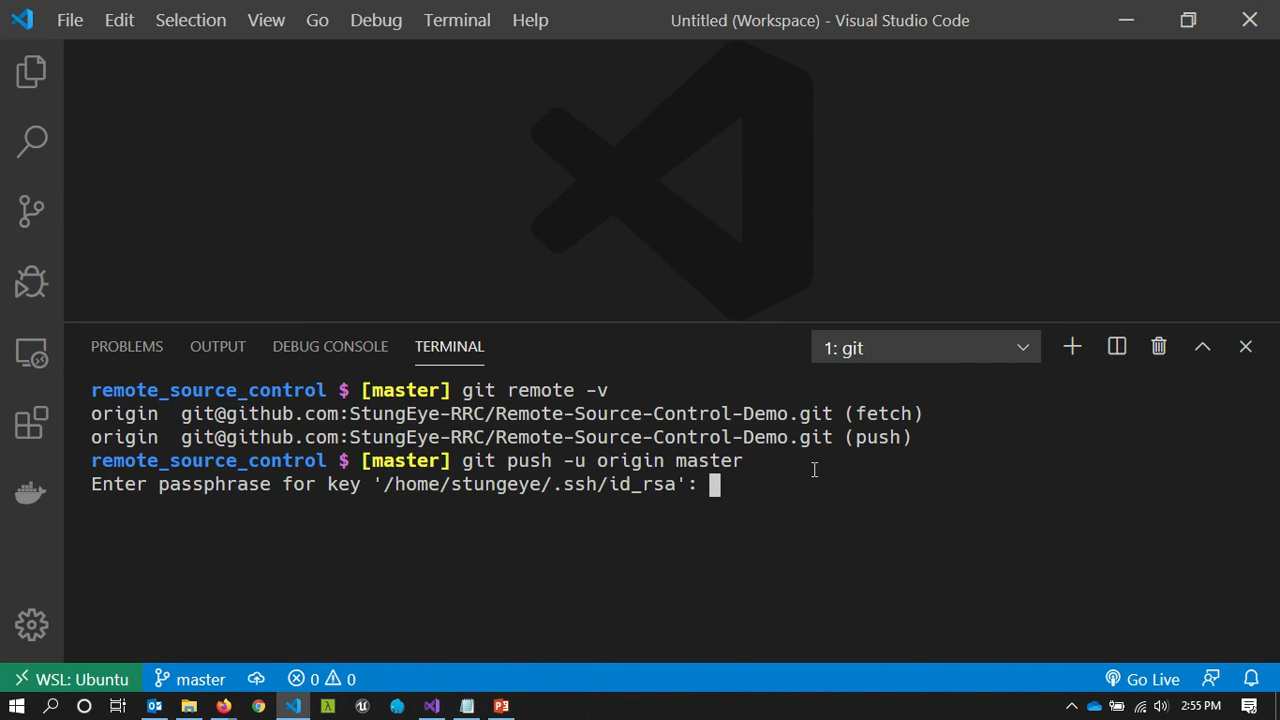 File Edit Selection View Go Debug Terminal Help Untitled (Workspace) - Visual Studio Code
PROBLEMS OUTPUT DEBUG CONSOLE TERMINAL 1: git
remote_source_control $ [master] git remote -v
origin git@github.com:StungEye-RRC/Remote-Source-Control-Demo.git (fetch)
origin git@github.com:StungEye-RRC/Remote-Source-Control-Demo.git (push)
remote_source_control $ [master] git push -u origin master
Enter passphrase for key '/home/stungeye/.ssh/id_rsa':
WSL: Ubuntu master 0 0 Go Live
2:55 PM